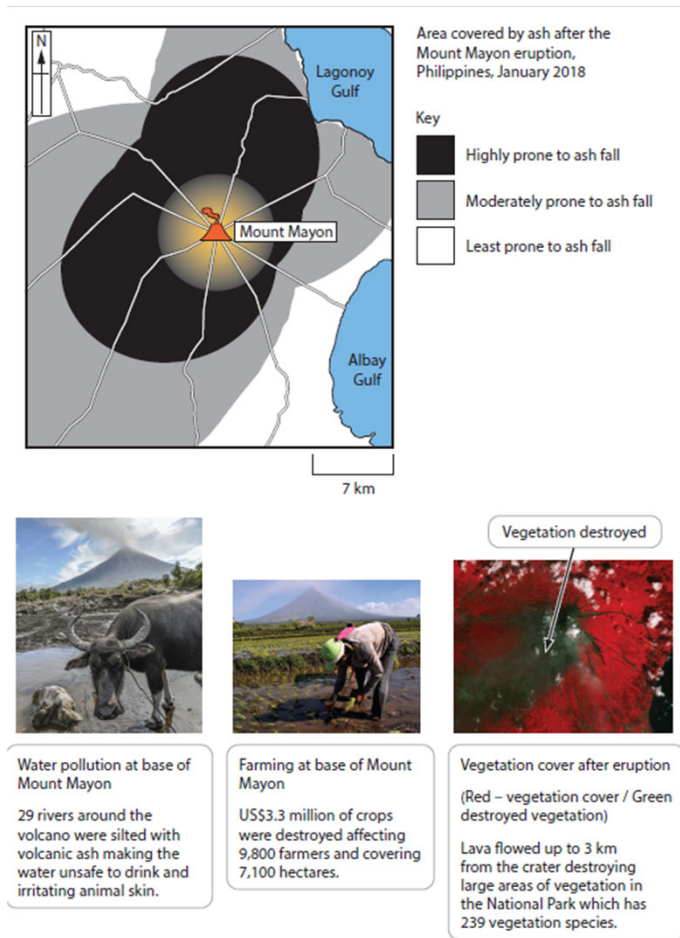 Area covered by ash after the
Mount Mayon eruption,
Philippines, January 2018
N
Lagonoy
Gulf
Key
Highly prone to ash fall
Moderately prone to ash fall
Mount Mayon
Least prone to ash fall
Albay
Gulf
7 km
Vegetation destroyed
Water pollution at base of
Mount Mayon
29 rivers around the
volcano were silted with
volcanic ash making the
water unsafe to drink and
irritating animal skin.
Farming at base of Mount
Mayon
US$3.3 million of crops
were destroyed affecting
9,800 farmers and covering
7,100 hectares.
Vegetation cover after eruption
(Red – vegetation cover / Green
destroyed vegetation)
Lava flowed up to 3 km
from the crater destroying
large areas of vegetation in
the National Park which has
239 vegetation species.